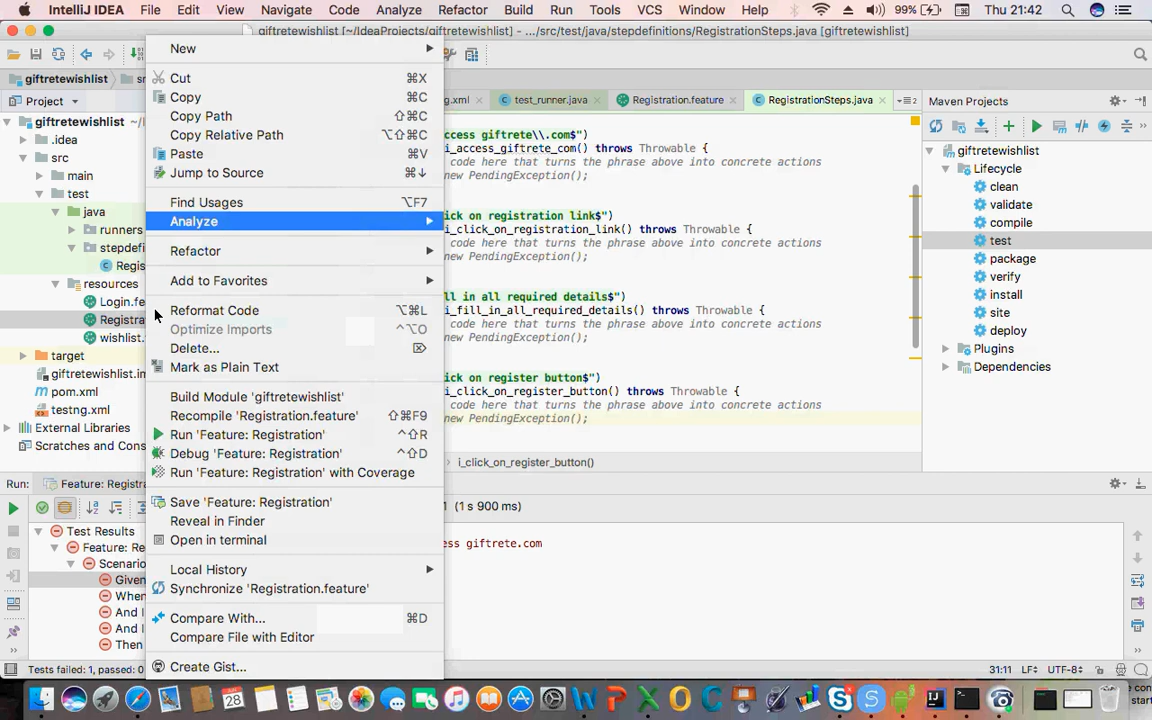 IntelliJ IDEA File Edit View Navigate Code Analyze Refactor Build Run Tools VCS Window Help 99% Thu 21:42
giftretewishlist [~/IdeaProjects/giftretewishlist] - .../src/test/java/stepdefinitions/RegistrationSteps.java [giftretewishlist]
giftretewishlist
Project
g.xml test_runner.java Registration.feature RegistrationSteps.java
Maven Projects
giftretewishlist
.idea
src
main
test
java
runners
stepdefi
Regis
resources
Login.fe
Registra
wishlist.
target
giftretewishlist.im
pom.xml
testng.xml
External Libraries
Scratches and Cons
New
Cut ⌘X
Copy ⌘C
Copy Path ⇧⌘C
Copy Relative Path ⌥⇧⌘C
Paste ⌘V
Jump to Source ⌘↓
Find Usages ⌥F7
Analyze
Refactor
Add to Favorites
Reformat Code ⌥⌘L
Optimize Imports ^⌥O
Delete... ⌦
Mark as Plain Text
Build Module 'giftretewishlist'
Recompile 'Registration.feature' ⇧⌘F9
Run 'Feature: Registration' ^⇧R
Debug 'Feature: Registration' ^⇧D
Run 'Feature: Registration' with Coverage
Save 'Feature: Registration'
Reveal in Finder
Open in terminal
Local History
Synchronize 'Registration.feature'
Compare With... ⌘D
Compare File with Editor
Create Gist...
ccess giftrete\\.com$")
i_access_giftrete_com() throws Throwable {
code here that turns the phrase above into concrete actions
new PendingException();
lick on registration link$")
i_click_on_registration_link() throws Throwable {
code here that turns the phrase above into concrete actions
new PendingException();
ll in all required details$")
i_fill_in_all_required_details() throws Throwable {
code here that turns the phrase above into concrete actions
new PendingException();
lick on register button$")
i_click_on_register_button() throws Throwable {
code here that turns the phrase above into concrete actions
new PendingException();
i_click_on_register_button()
giftretewishlist
Lifecycle
clean
validate
compile
test
package
verify
install
site
deploy
Plugins
Dependencies
Run: Feature: Registra
1 (1 s 900 ms)
Test Results
Feature: Re
Scenario
Given
When
And I
And I
Then
ess giftrete.com
Tests failed: 1, passed: 0
31:11 LF÷ UTF-8÷